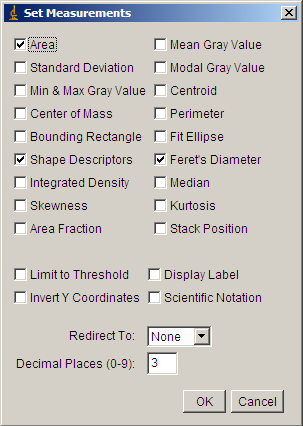 Set Measurements
Area Mean Gray Value
Standard Deviation Modal Gray Value
Min & Max Gray Value Centroid
Center of Mass Perimeter
Bounding Rectangle Fit Ellipse
Shape Descriptors Feret's Diameter
Integrated Density Median
Skewness Kurtosis
Area Fraction Stack Position
Limit to Threshold Display Label
Invert Y Coordinates Scientific Notation
Redirect To: None
Decimal Places (0-9): 3
OK Cancel